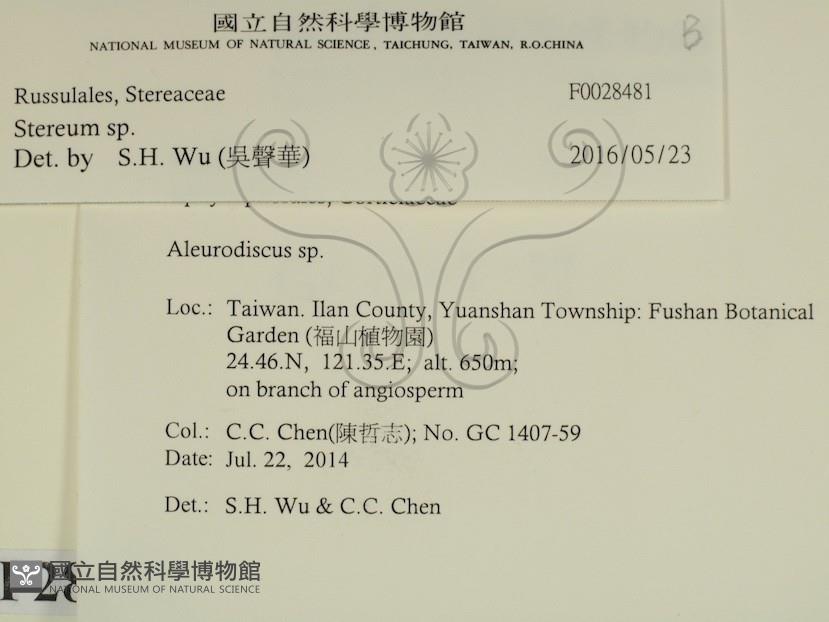 國立自然科學博物館
NATIONAL MUSEUM OF NATURAL SCIENCE, TAICHUNG, TAIWAN, R.O.CHINA
B
Russulales, Stereaceae F0028481
Stereum sp.
Det. by S.H. Wu (吳聲華) 2016/05/23
Aleurodiscus sp.
Loc.: Taiwan. Ilan County, Yuanshan Township: Fushan Botanical
Garden (福山植物園)
24.46.N, 121.35.E; alt. 650m;
on branch of angiosperm
Col.: C.C. Chen(陳哲志); No. GC 1407-59
Date: Jul. 22, 2014
Det.: S.H. Wu & C.C. Chen
國立自然科學博物館
NATIONAL MUSEUM OF NATURAL SCIENCE